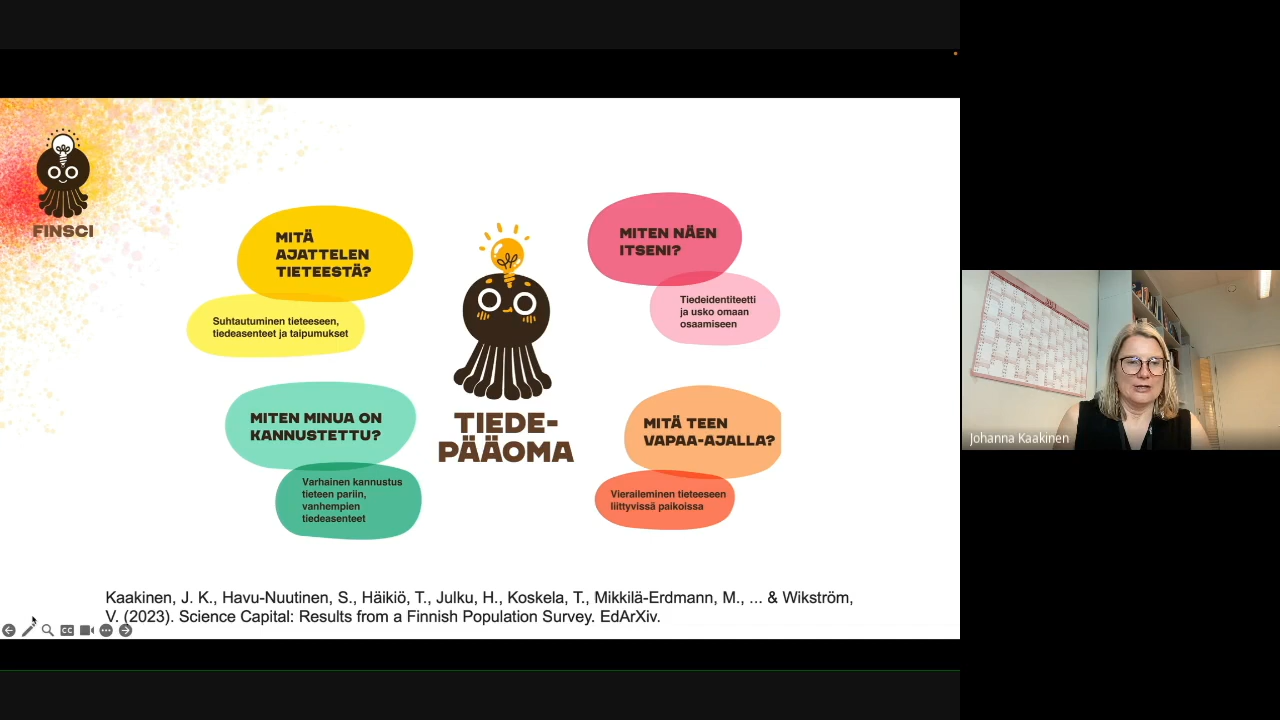 FINSCI
MITÄ
AJATTELEN
TIETEESTÄ?
Suhtautuminen tieteeseen,
tiedeasenteet ja taipumukset
MITEN NÄEN
ITSENI?
Tiedeidentiteetti
ja usko omaan
osaamiseen
MITEN MINUA ON
KANNUSTETTU?
Varhainen kannustus
tieteen pariin,
vanhempien
tiedeasenteet
TIEDE-
PÄÄOMA
MITÄ TEEN
VAPAA-AJALLA?
Vieraileminen tieteeseen
liittyvissä paikoissa
Kaakinen, J. K., Havu-Nuutinen, S., Häikiö, T., Julku, H., Koskela, T., Mikkilä-Erdmann, M., ... & Wikström,
V. (2023). Science Capital: Results from a Finnish Population Survey. EdArXiv.
CC
Johanna Kaakinen